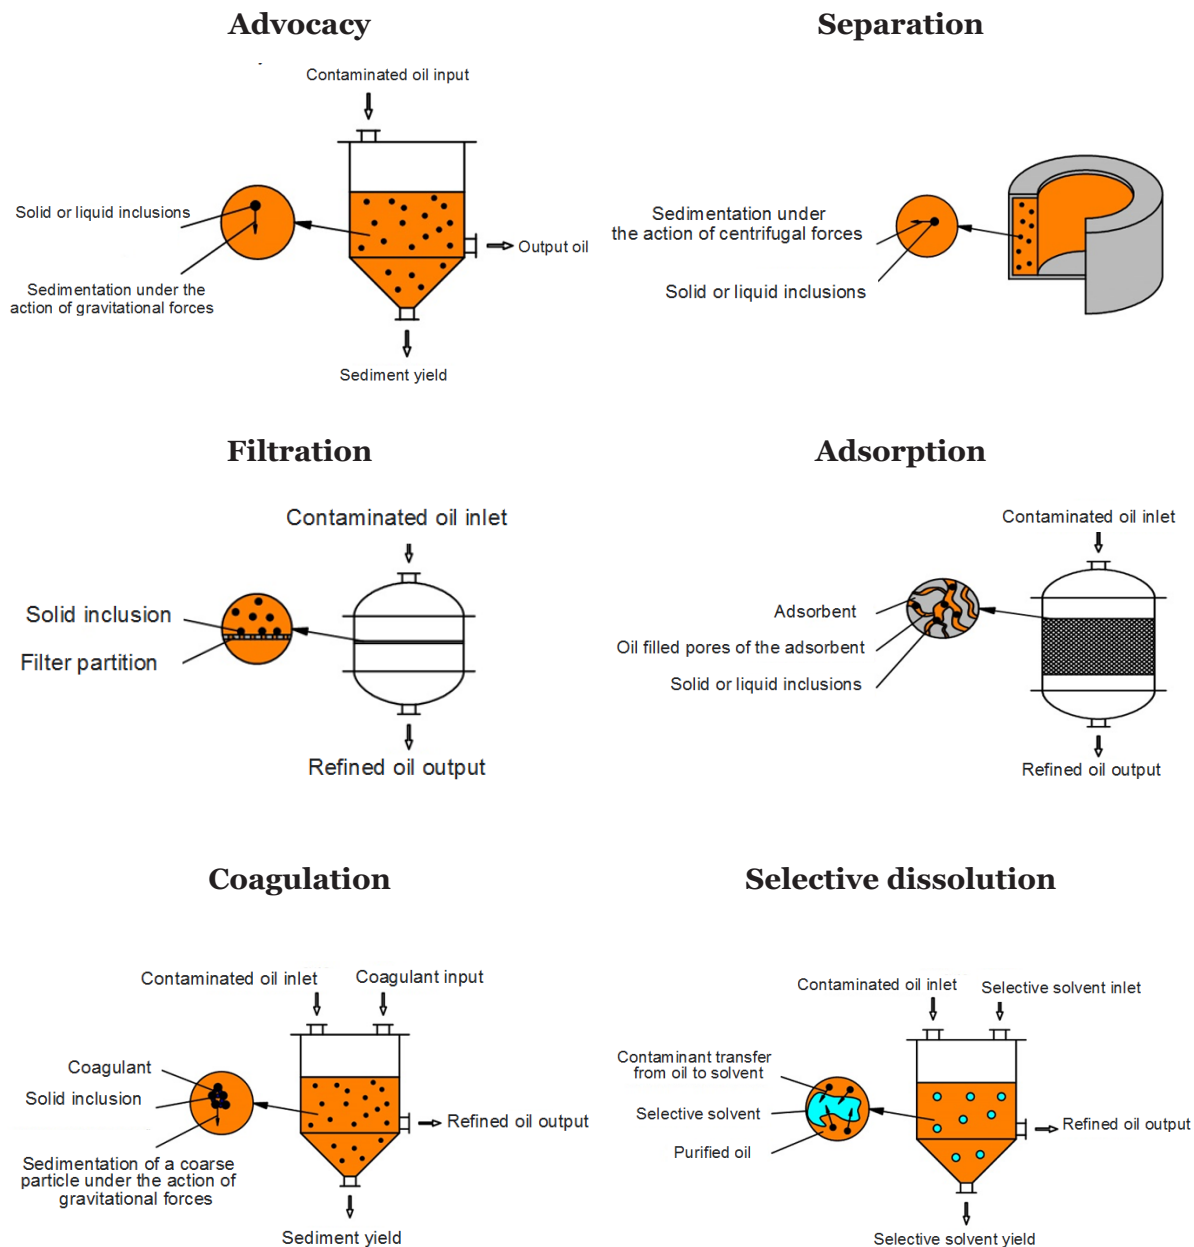 Advocacy
Contaminated oil input
Solid or liquid inclusions
Output oil
Sedimentation under the
action of gravitational forces
Sediment yield
Separation
Sedimentation under
the action of centrifugal forces
Solid or liquid inclusions
Filtration
Contaminated oil inlet
Solid inclusion
Filter partition
Refined oil output
Adsorption
Contaminated oil inlet
Adsorbent
Oil filled pores of the adsorbent
Solid or liquid inclusions
Refined oil output
Coagulation
Contaminated oil inlet
Coagulant input
Coagulant
Solid inclusion
Refined oil output
Sedimentation of a coarse
particle under the action of
gravitational forces
Sediment yield
Selective dissolution
Contaminated oil inlet
Selective solvent inlet
Contaminant transfer
from oil to solvent
Selective solvent
Refined oil output
Purified oil
Selective solvent yield